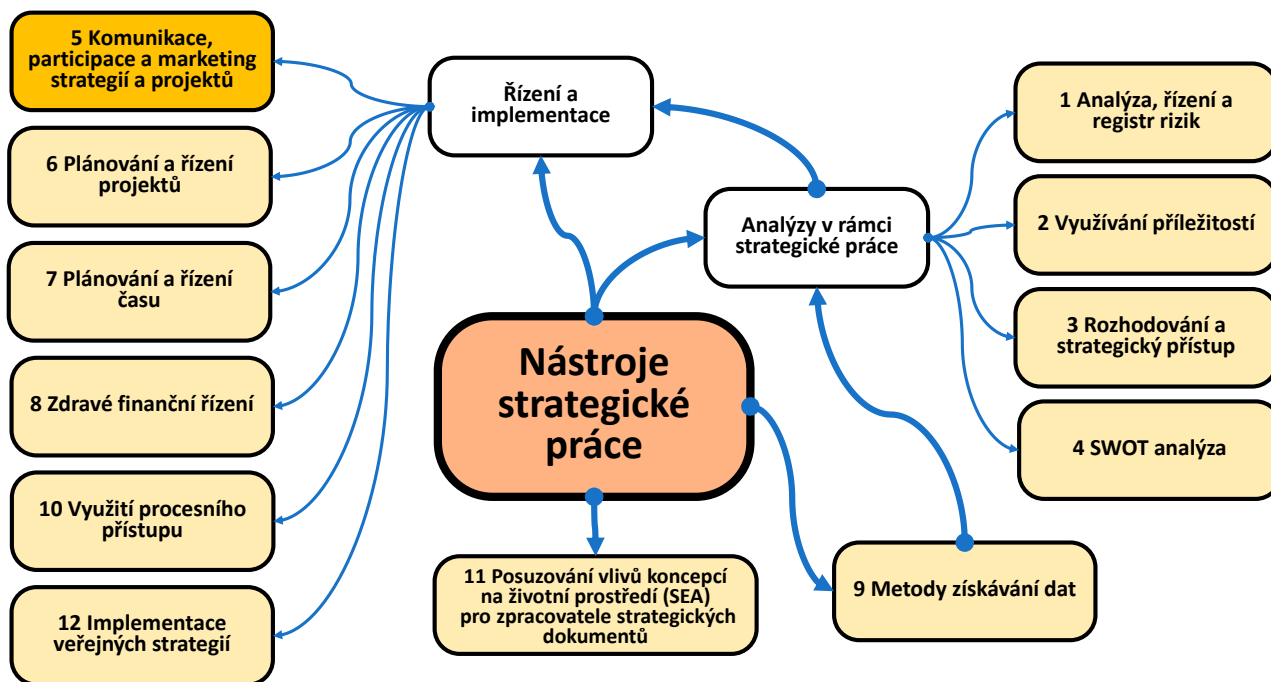 5 Komunikace,
participace a marketing
strategií a projektů
6 Plánování a řízení
projektů
7 Plánování a řízení
času
8 Zdravé finanční řízení
10 Využití procesního
přístupu
12 Implementace
veřejných strategií
Řízení a
implementace
Analýzy v rámci
strategické práce
Nástroje
strategické
práce
11 Posuzování vlivů koncepcí
na životní prostředí (SEA)
pro zpracovatele strategických
dokumentů
9 Metody získávání dat
1 Analýza, řízení a
registr rizik
2 Využívání příležitostí
3 Rozhodování a
strategický přístup
4 SWOT analýza